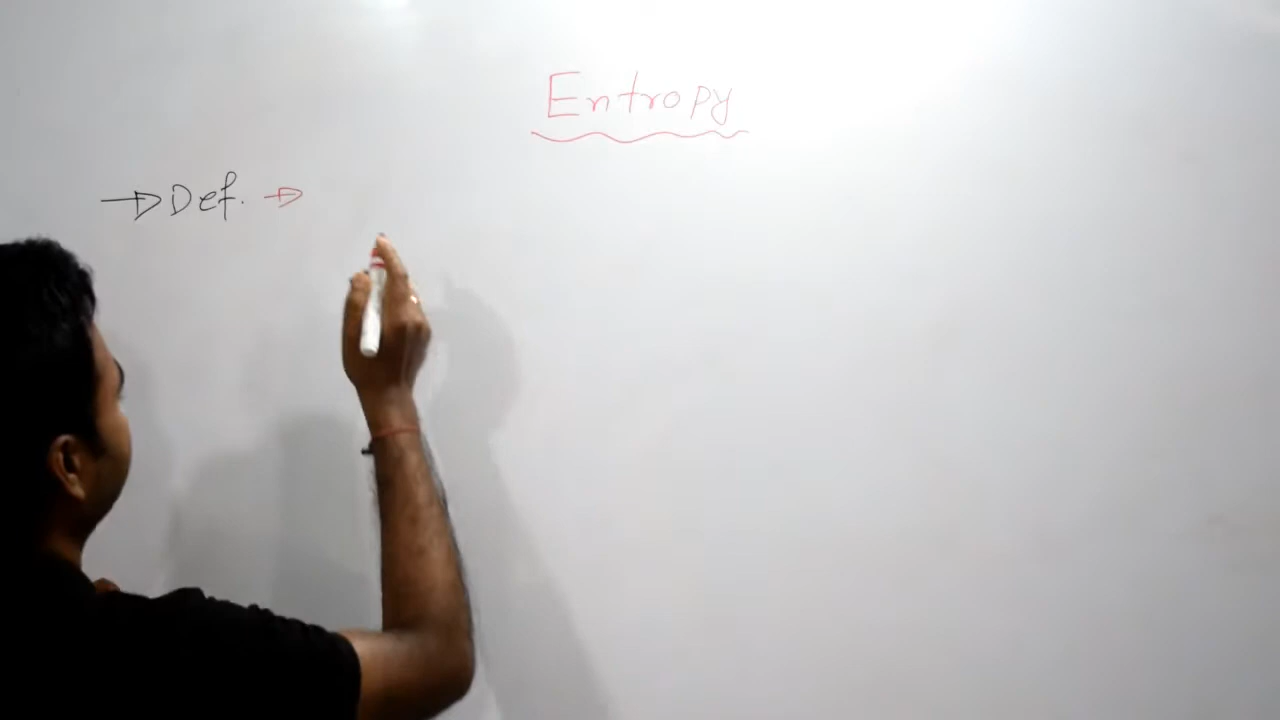 Entropy
→ Def. →